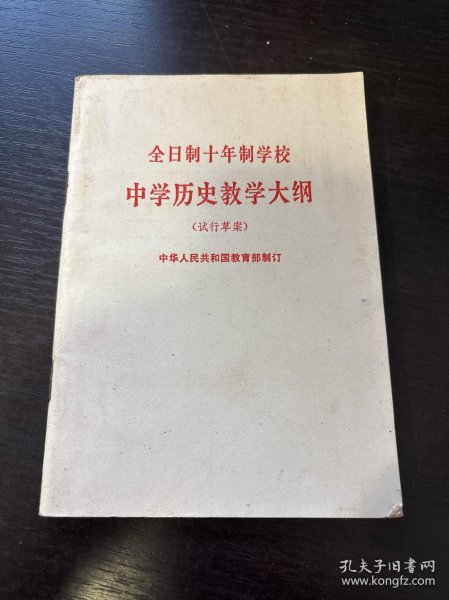 全日制十年制学校
中学历史教学大纲
（试行草案）
中华人民共和国教育部制订
孔夫子旧书网
www.kongfz.com